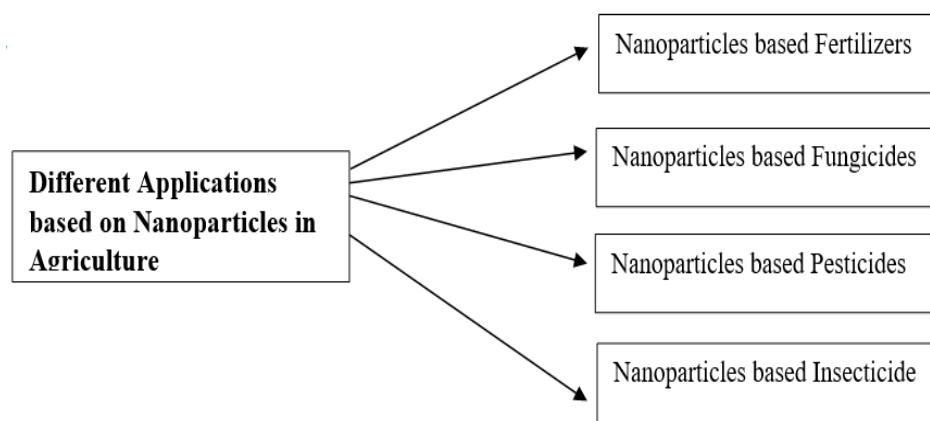 Different Applications
based on Nanoparticles in
Agriculture
Nanoparticles based Fertilizers
Nanoparticles based Fungicides
Nanoparticles based Pesticides
Nanoparticles based Insecticide